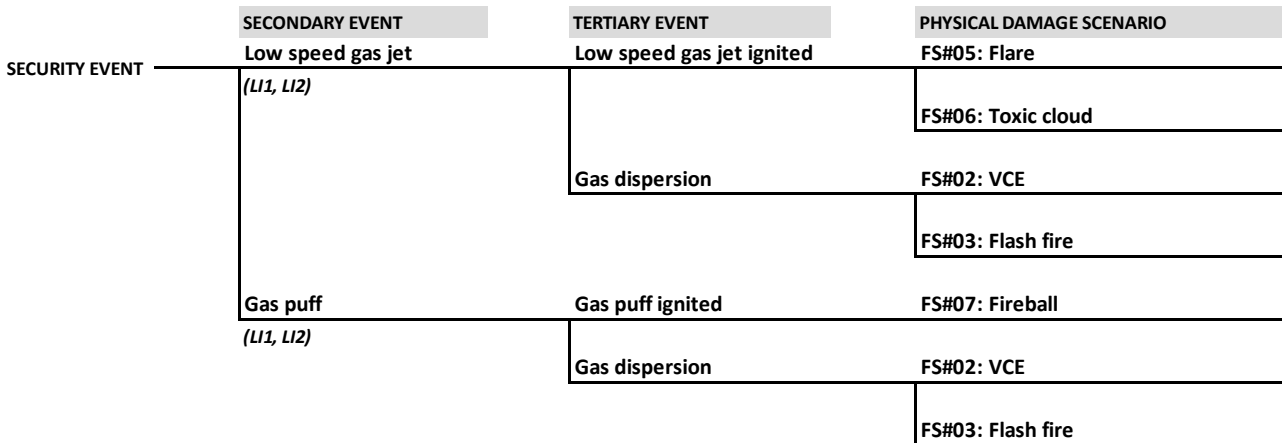 SECONDARY EVENT TERTIARY EVENT PHYSICAL DAMAGE SCENARIO
Low speed gas jet Low speed gas jet ignited FS#05: Flare
SECURITY EVENT
(LI1, LI2)
FS#06: Toxic cloud
Gas dispersion FS#02: VCE
FS#03: Flash fire
Gas puff Gas puff ignited FS#07: Fireball
(LI1, LI2)
Gas dispersion FS#02: VCE
FS#03: Flash fire